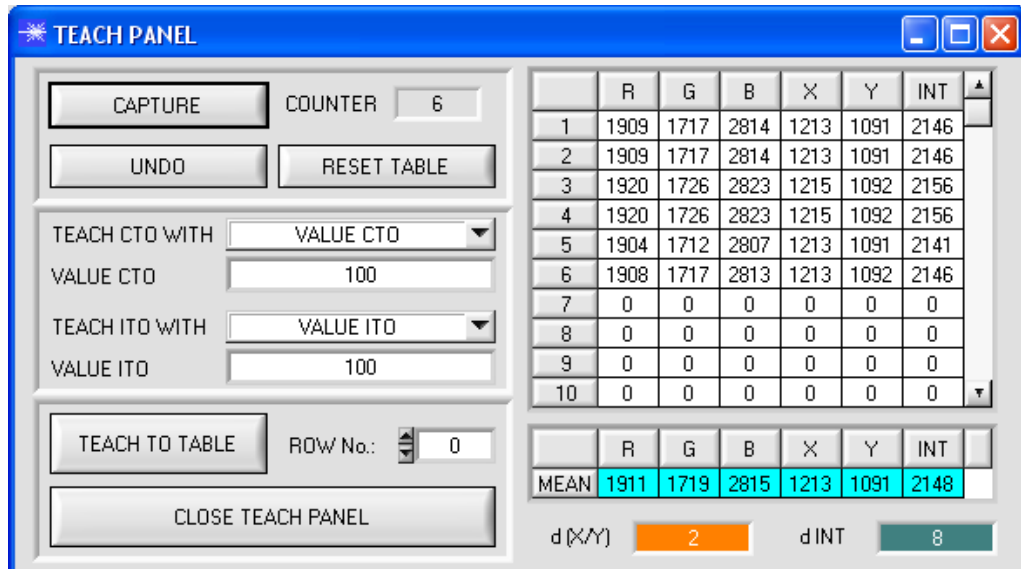 TEACH PANEL
CAPTURE COUNTER 6
UNDO RESET TABLE
TEACH CTO WITH VALUE CTO
VALUE CTO 100
TEACH ITO WITH VALUE ITO
VALUE ITO 100
TEACH TO TABLE ROW No.: 0
CLOSE TEACH PANEL
R G B X Y INT
1 1909 1717 2814 1213 1091 2146
2 1909 1717 2814 1213 1091 2146
3 1920 1726 2823 1215 1092 2156
4 1920 1726 2823 1215 1092 2156
5 1904 1712 2807 1213 1091 2141
6 1908 1717 2813 1213 1092 2146
7 0 0 0 0 0 0
8 0 0 0 0 0 0
9 0 0 0 0 0 0
10 0 0 0 0 0 0
R G B X Y INT
MEAN 1911 1719 2815 1213 1091 2148
d (X/Y) 2 d INT 8